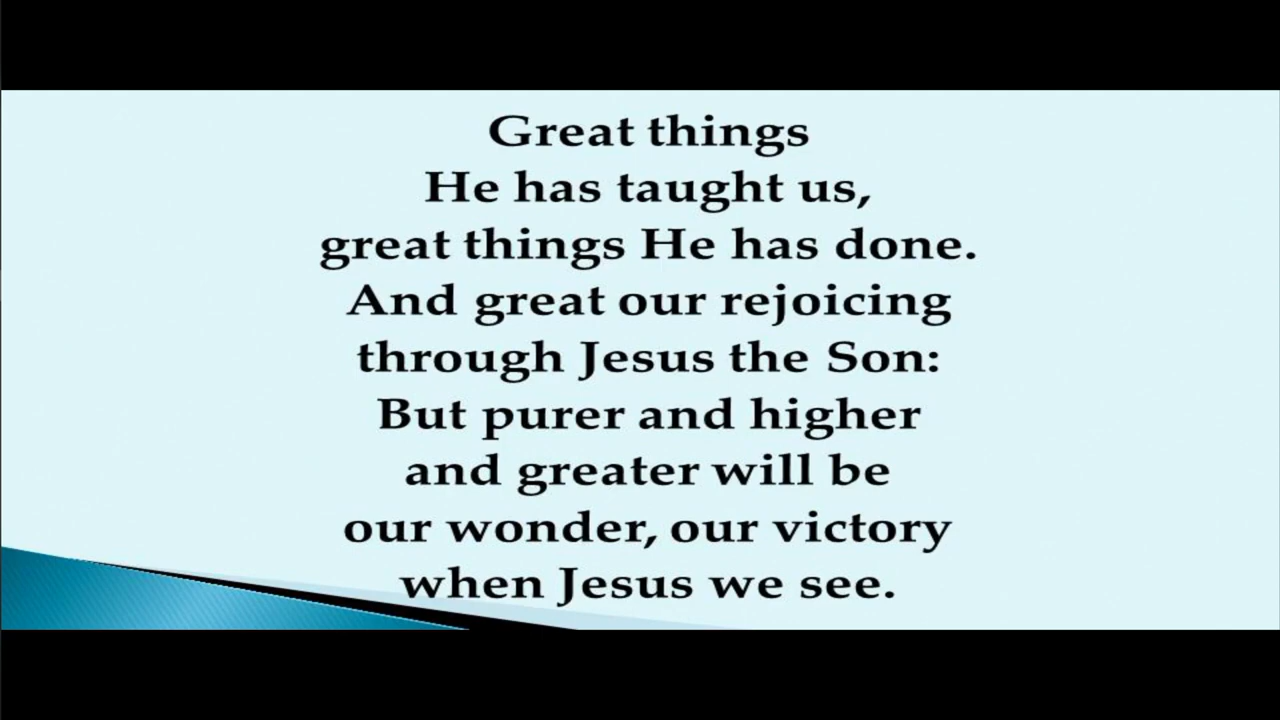 Great things
He has taught us,
great things He has done.
And great our rejoicing
through Jesus the Son:
But purer and higher
and greater will be
our wonder, our victory
when Jesus we see.